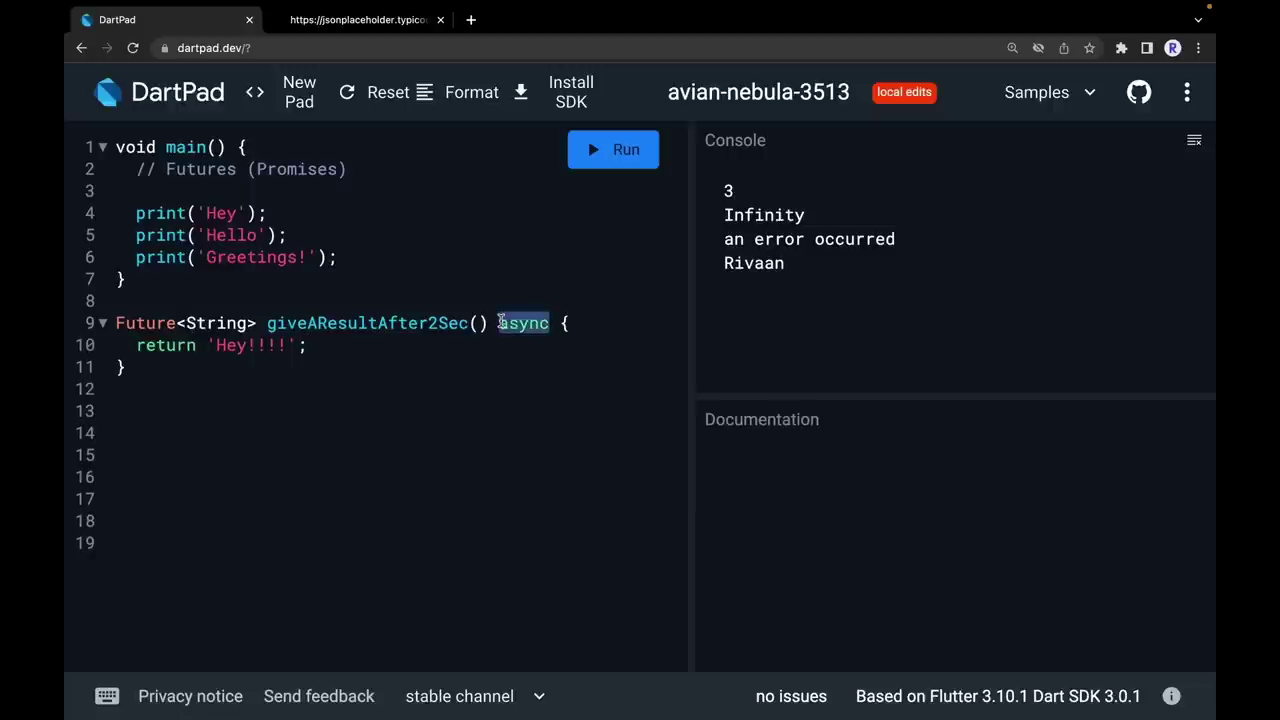 DartPad
https://jsonplaceholder.typico
dartpad.dev/?
R
DartPad
New Pad
Reset
Format
Install SDK
avian-nebula-3513
local edits
Samples
1 void main() {
2 // Futures (Promises)
3
4 print('Hey');
5 print('Hello');
6 print('Greetings!');
7 }
8
9 Future<String> giveAResultAfter2Sec() async {
10 return 'Hey!!!!';
11 }
12
13
14
15
16
17
18
19
Run
Console
3
Infinity
an error occurred
Rivaan
Documentation
Privacy notice
Send feedback
stable channel
no issues
Based on Flutter 3.10.1 Dart SDK 3.0.1